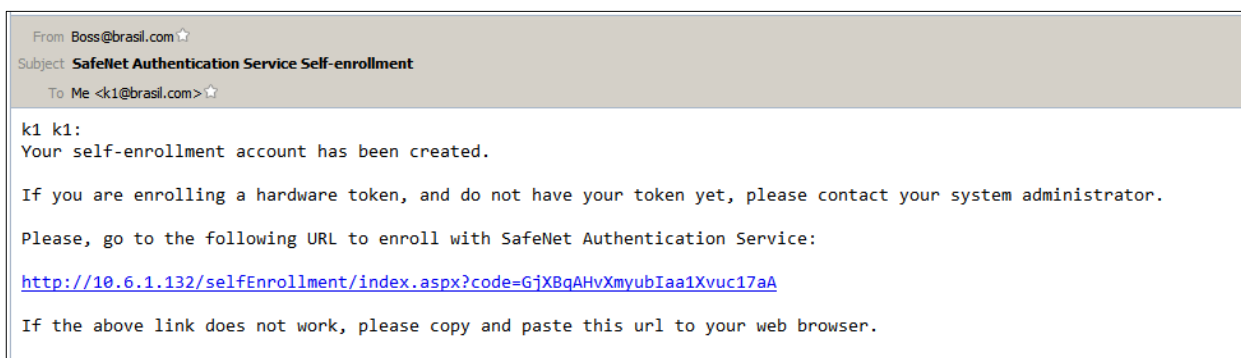 From Boss@brasil.com
Subject SafeNet Authentication Service Self-enrollment
To Me <k1@brasil.com>
k1 k1:
Your self-enrollment account has been created.
If you are enrolling a hardware token, and do not have your token yet, please contact your system administrator.
Please, go to the following URL to enroll with SafeNet Authentication Service:
http://10.6.1.132/selfEnrollment/index.aspx?code=GjXBqAHvXmyubIaa1Xvuc17aA
If the above link does not work, please copy and paste this url to your web browser.